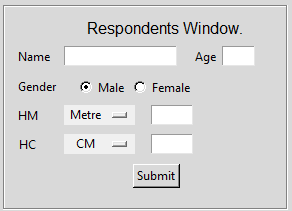 Respondents Window.
Name Age
Gender Male Female
HM Metre
HC CM
Submit